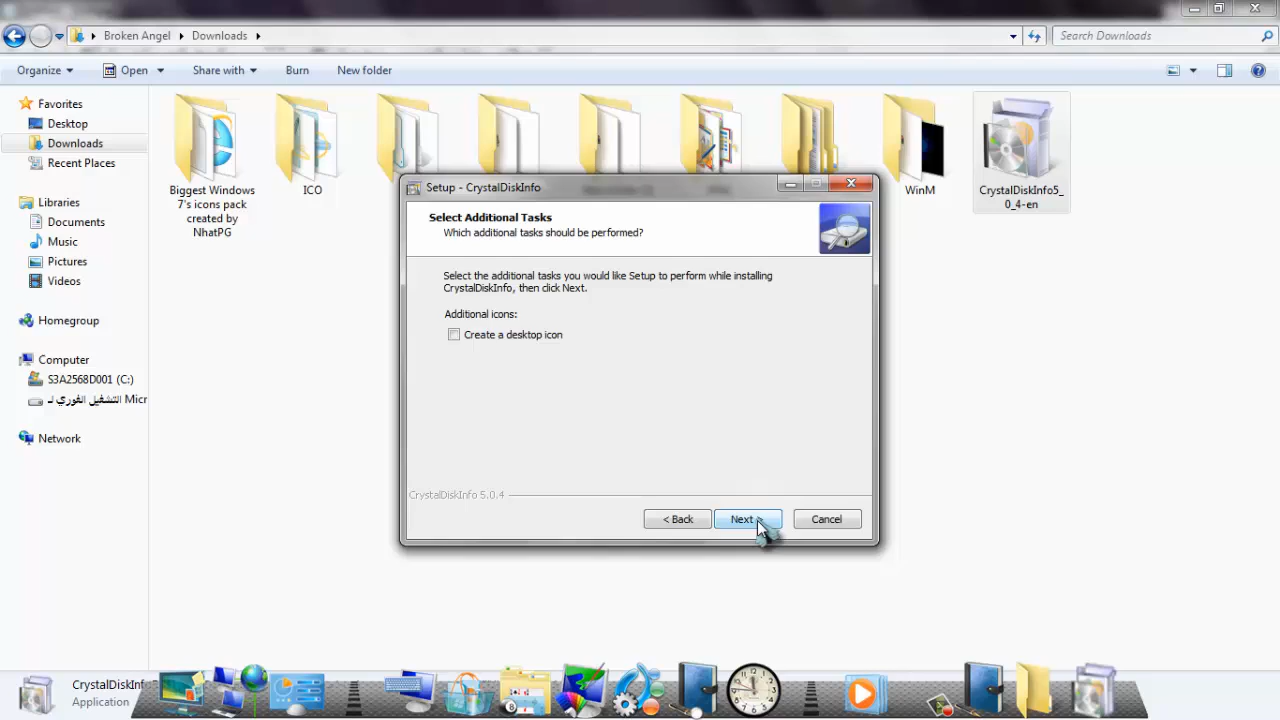 Broken Angel
Downloads
Search Downloads
Organize
Open
Share with
Burn
New folder
Favorites
Desktop
Downloads
Recent Places
Libraries
Documents
Music
Pictures
Videos
Homegroup
Computer
S3A2568D001 (C:)
التشغيل الفوري لـ Micr
Network
Biggest Windows
7's icons pack
created by
NhatPG
ICO
WinM
CrystalDiskInfo5_
0_4-en
Setup - CrystalDiskInfo
Select Additional Tasks
Which additional tasks should be performed?
Select the additional tasks you would like Setup to perform while installing
CrystalDiskInfo, then click Next.
Additional icons:
Create a desktop icon
CrystalDiskInfo 5.0.4
< Back
Next >
Cancel
CrystalDiskInf
Application